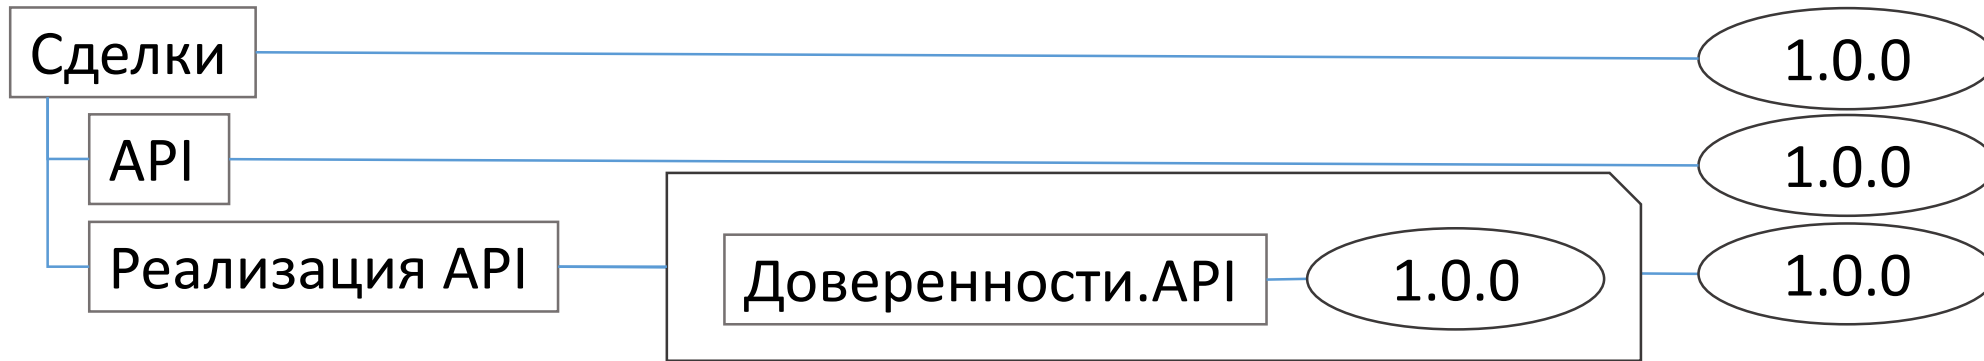 Сделки 1.0.0
API 1.0.0
Реализация API Доверенности.API 1.0.0 1.0.0